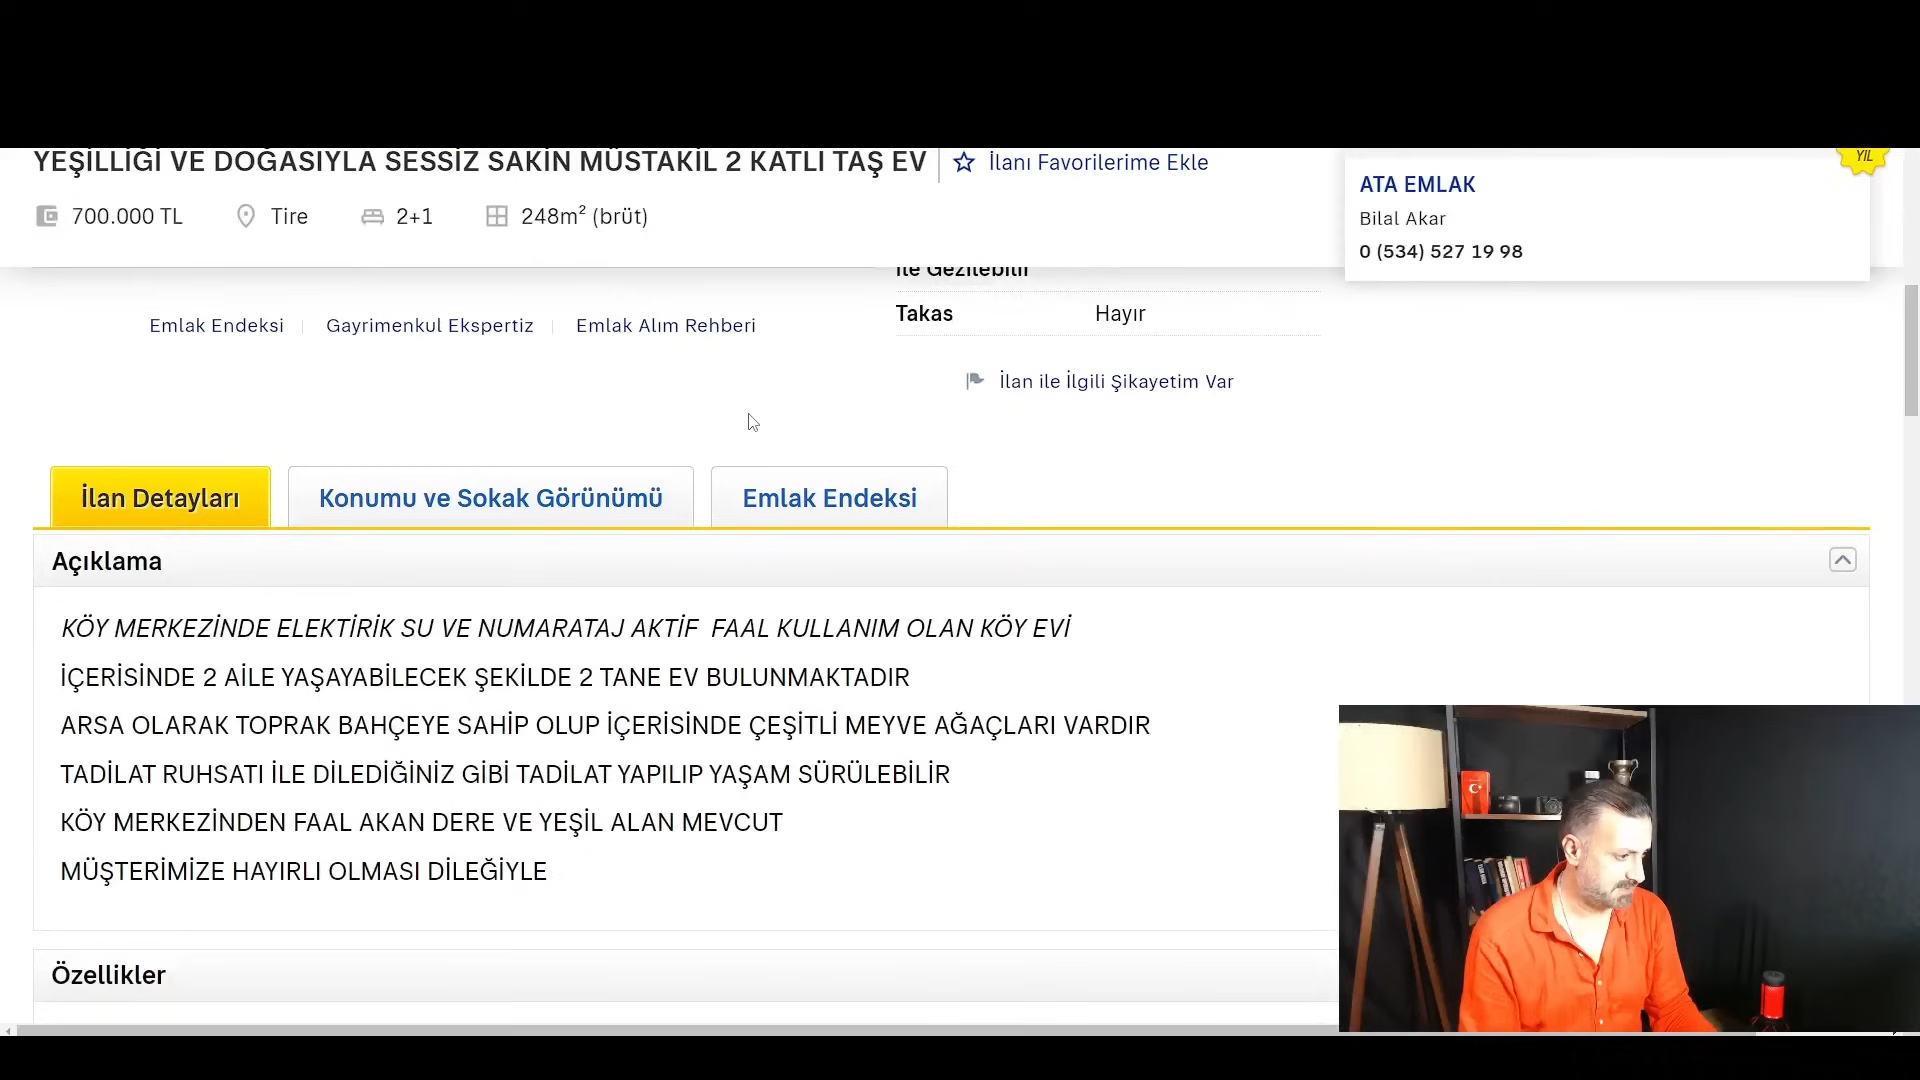 YEŞİLLİĞİ VE DOĞASIYLA SESSİZ SAKİN MÜSTAKİL 2 KATLI TAŞ EV
İlanı Favorilerime Ekle
700.000 TL
Tire
2+1
248m² (brüt)
YIL
ATA EMLAK
Bilal Akar
0 (534) 527 19 98
ile Gezilebilir
Takas Hayır
Emlak Endeksi
Gayrimenkul Ekspertiz
Emlak Alım Rehberi
İlan ile İlgili Şikayetim Var
İlan Detayları
Konumu ve Sokak Görünümü
Emlak Endeksi
Açıklama
KÖY MERKEZİNDE ELEKTİRİK SU VE NUMARATAJ AKTİF FAAL KULLANIM OLAN KÖY EVİ
İÇERİSİNDE 2 AİLE YAŞAYABİLECEK ŞEKİLDE 2 TANE EV BULUNMAKTADIR
ARSA OLARAK TOPRAK BAHÇEYE SAHİP OLUP İÇERİSİNDE ÇEŞİTLİ MEYVE AĞAÇLARI VARDIR
TADİLAT RUHSATI İLE DİLEDİĞİNİZ GİBİ TADİLAT YAPILIP YAŞAM SÜRÜLEBİLİR
KÖY MERKEZİNDEN FAAL AKAN DERE VE YEŞİL ALAN MEVCUT
MÜŞTERİMİZE HAYIRLI OLMASI DİLEĞİYLE
Özellikler